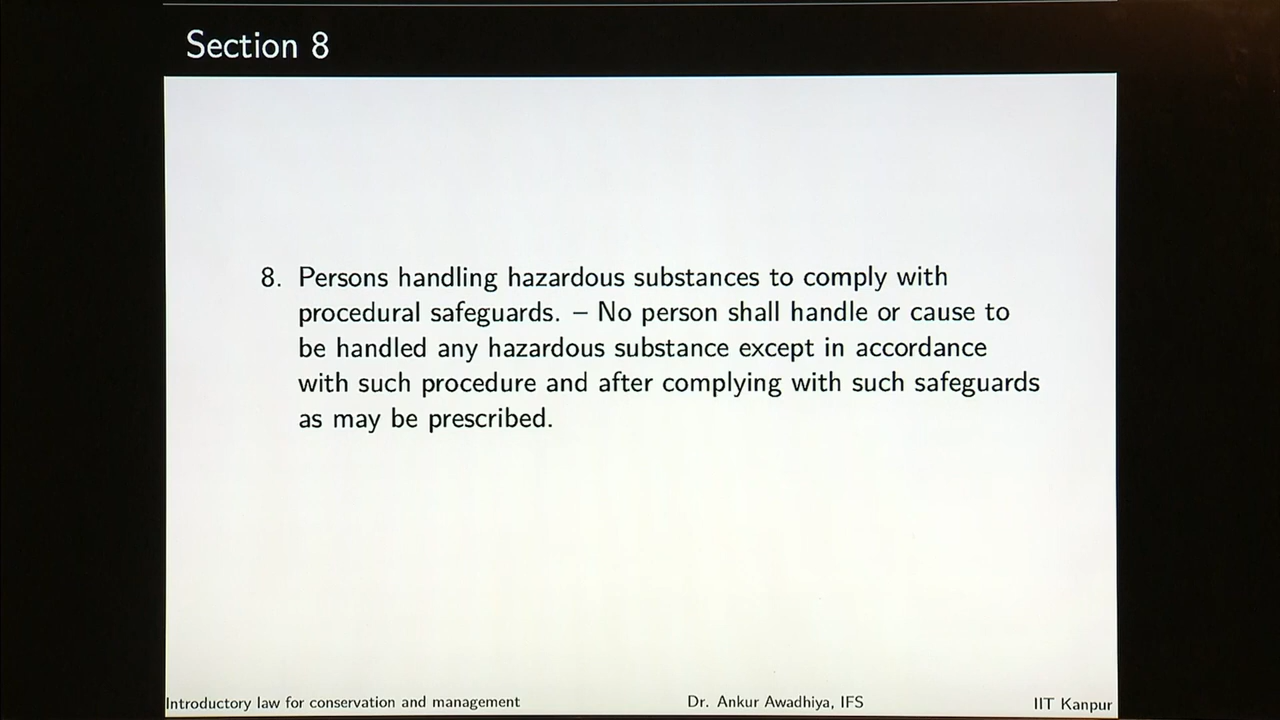 Section 8
8. Persons handling hazardous substances to comply with
procedural safeguards. – No person shall handle or cause to
be handled any hazardous substance except in accordance
with such procedure and after complying with such safeguards
as may be prescribed.
Introductory law for conservation and management Dr. Ankur Awadhiya, IFS IIT Kanpur